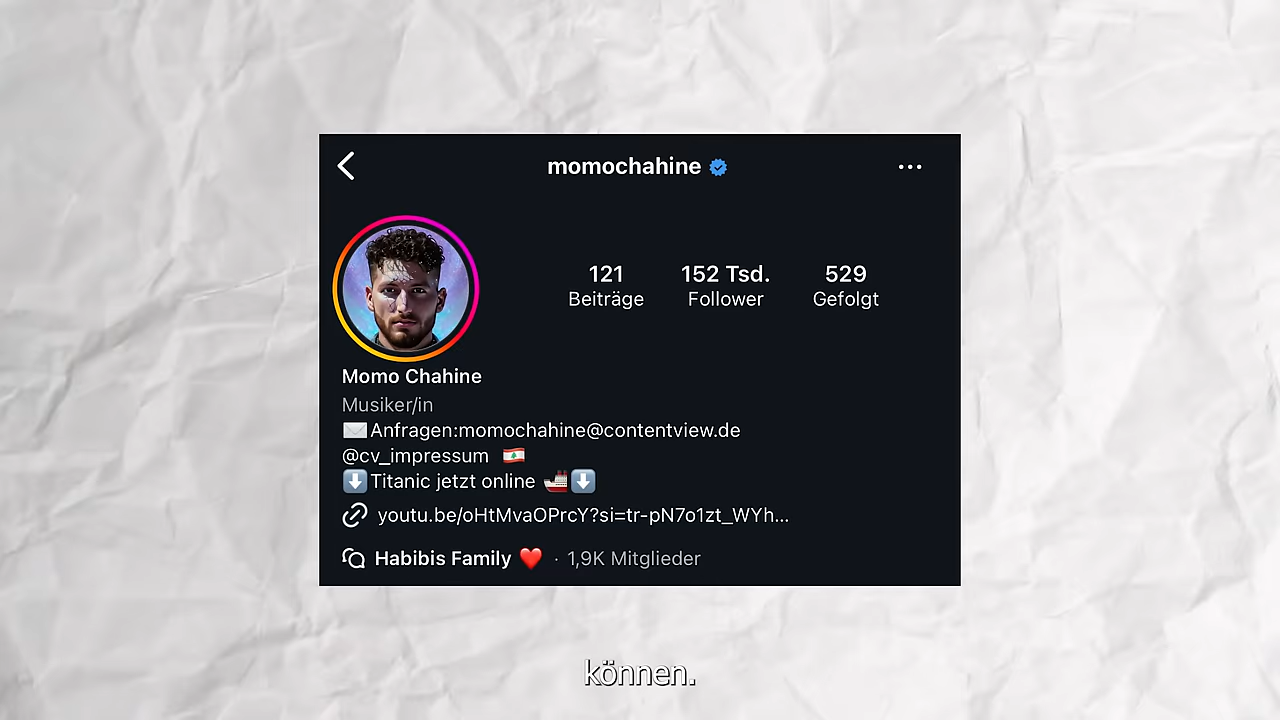 momochahine
121 152 Tsd. 529
Beiträge Follower Gefolgt
Momo Chahine
Musiker/in
✉️Anfragen:momochahine@contentview.de
@cv_impressum 🇱🇧
⬇️Titanic jetzt online 🚢⬇️
youtu.be/oHtMvaOPrcY?si=tr-pN7o1zt_WYh...
Habibis Family ❤️ · 1,9K Mitglieder
können.